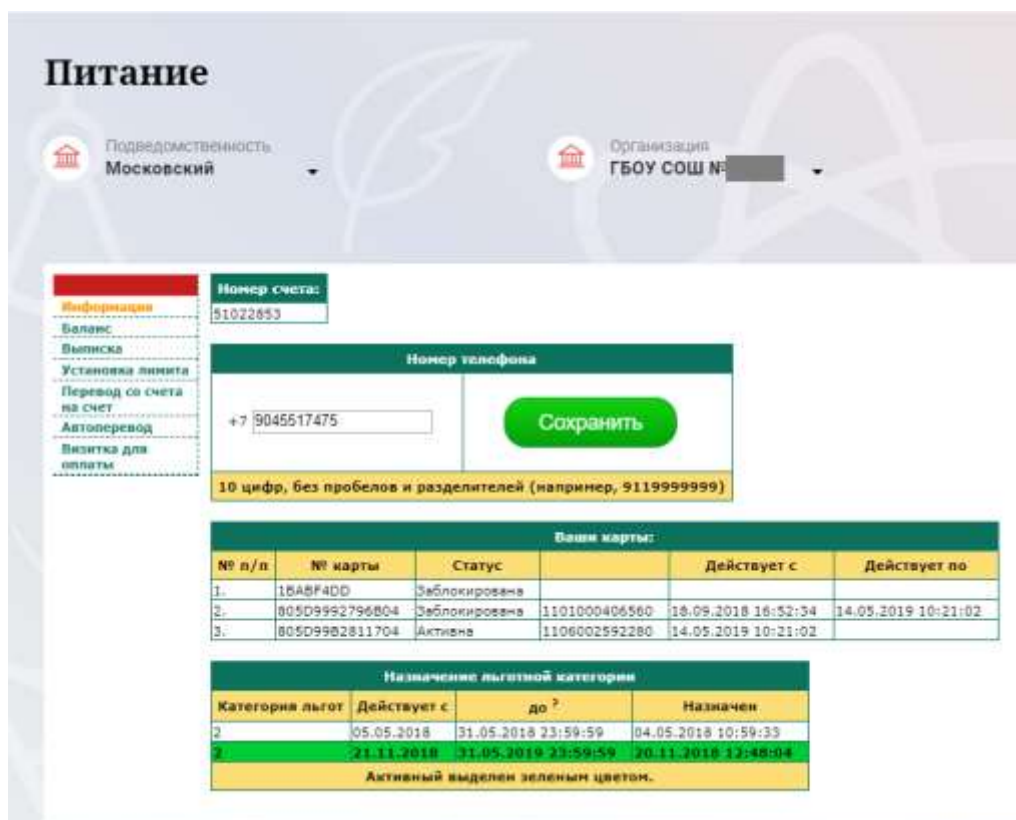 Питание
Подведомственность
Московский
Организация
ГБОУ СОШ №
Номер счета:
51022853
Информация
Баланс
Выписка
Установка лимита
Перевод со счета
на счет
Автоперевод
Визитка для
оплаты
Номер телефона
+7 9045517475
Сохранить
10 цифр, без пробелов и разделителей (например, 9119999999)
Ваши карты:
№ п/п № карты Статус Действует с Действует по
1. 1BABF4DD Заблокирована
2. 805D9992796B04 Заблокирована 1101000406560 18.09.2018 16:52:34 14.05.2019 10:21:02
3. 805D99B2811704 Активна 1106002592280 14.05.2019 10:21:02
Назначение льготной категории
Категория льгот Действует с до ? Назначен
2 05.05.2018 31.05.2018 23:59:59 04.05.2018 10:59:33
2 21.11.2018 31.05.2019 23:59:59 20.11.2018 12:48:04
Активный выделен зеленым цветом.